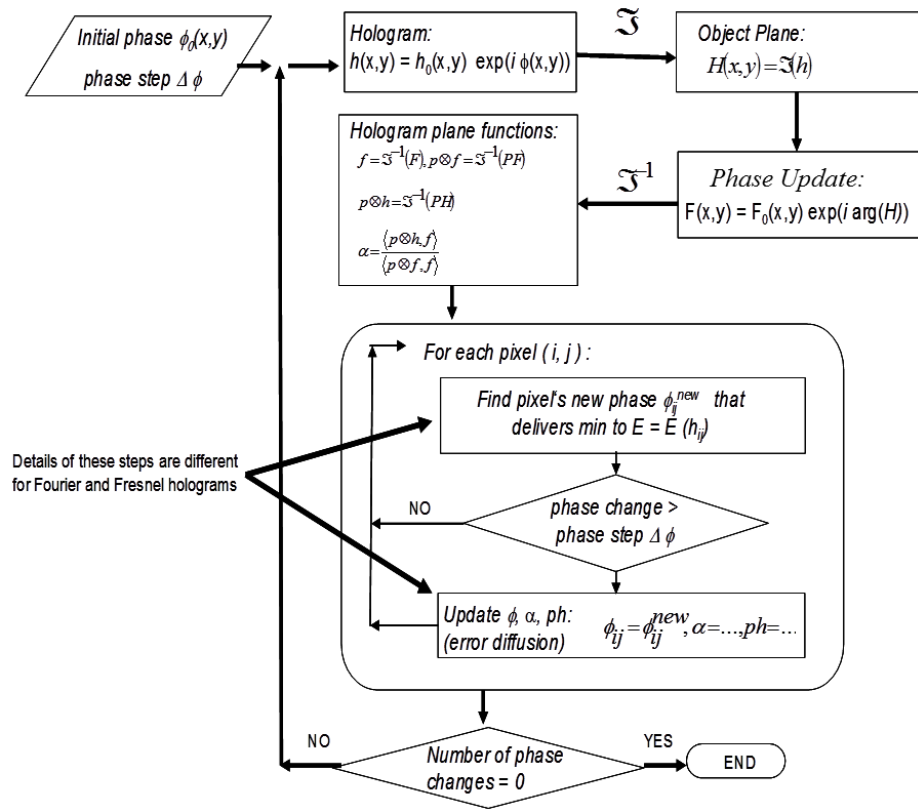 Initial phase ϕ₀(x,y)
phase step Δ ϕ
Hologram:
h(x,y) = h₀(x,y) exp(i ϕ(x,y))
ℑ
Object Plane:
H(x,y)=ℑ(h)
Hologram plane functions:
f=ℑ⁻¹(F), p⊗f=ℑ⁻¹(PF)
p⊗h=ℑ⁻¹(PH)
α=⟨p⊗h,f⟩/⟨p⊗f,f⟩
ℑ⁻¹
Phase Update:
F(x,y) = F₀(x,y) exp(i arg(H))
For each pixel ( i, j ) :
Find pixel's new phase ϕᵢⱼⁿᵉʷ that
delivers min to E = E (hᵢⱼ)
Details of these steps are different
for Fourier and Fresnel holograms
NO
phase change >
phase step Δ ϕ
Update ϕ, α, ph:
(error diffusion)
ϕᵢⱼ=ϕᵢⱼⁿᵉʷ, α=..., ph=...
NO
Number of phase
changes = 0
YES
END